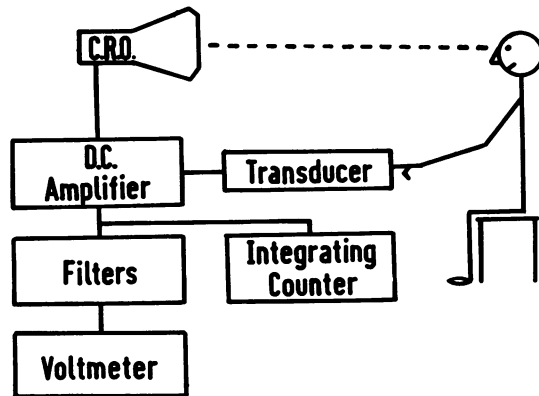 C.R.O.
D.C.
Amplifier
Transducer
Filters
Integrating
Counter
Voltmeter